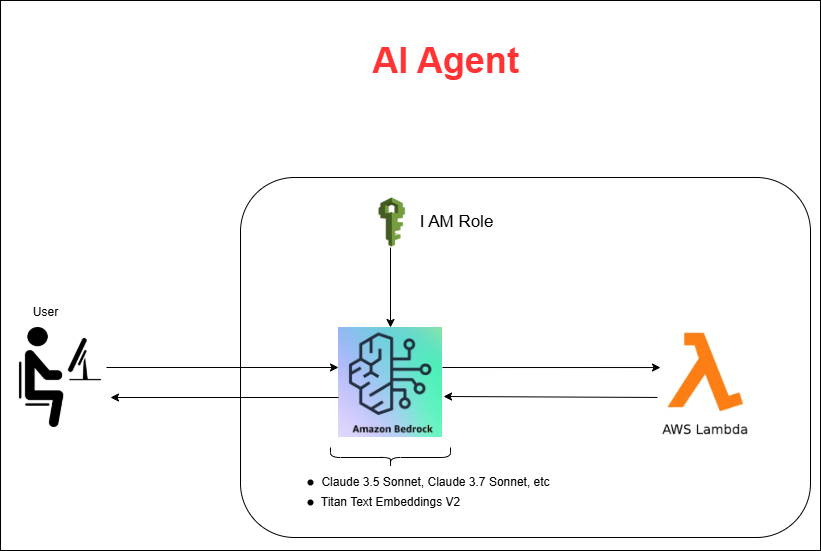 AI Agent
I AM Role
User
Amazon Bedrock
AWS Lambda
Claude 3.5 Sonnet, Claude 3.7 Sonnet, etc
Titan Text Embeddings V2